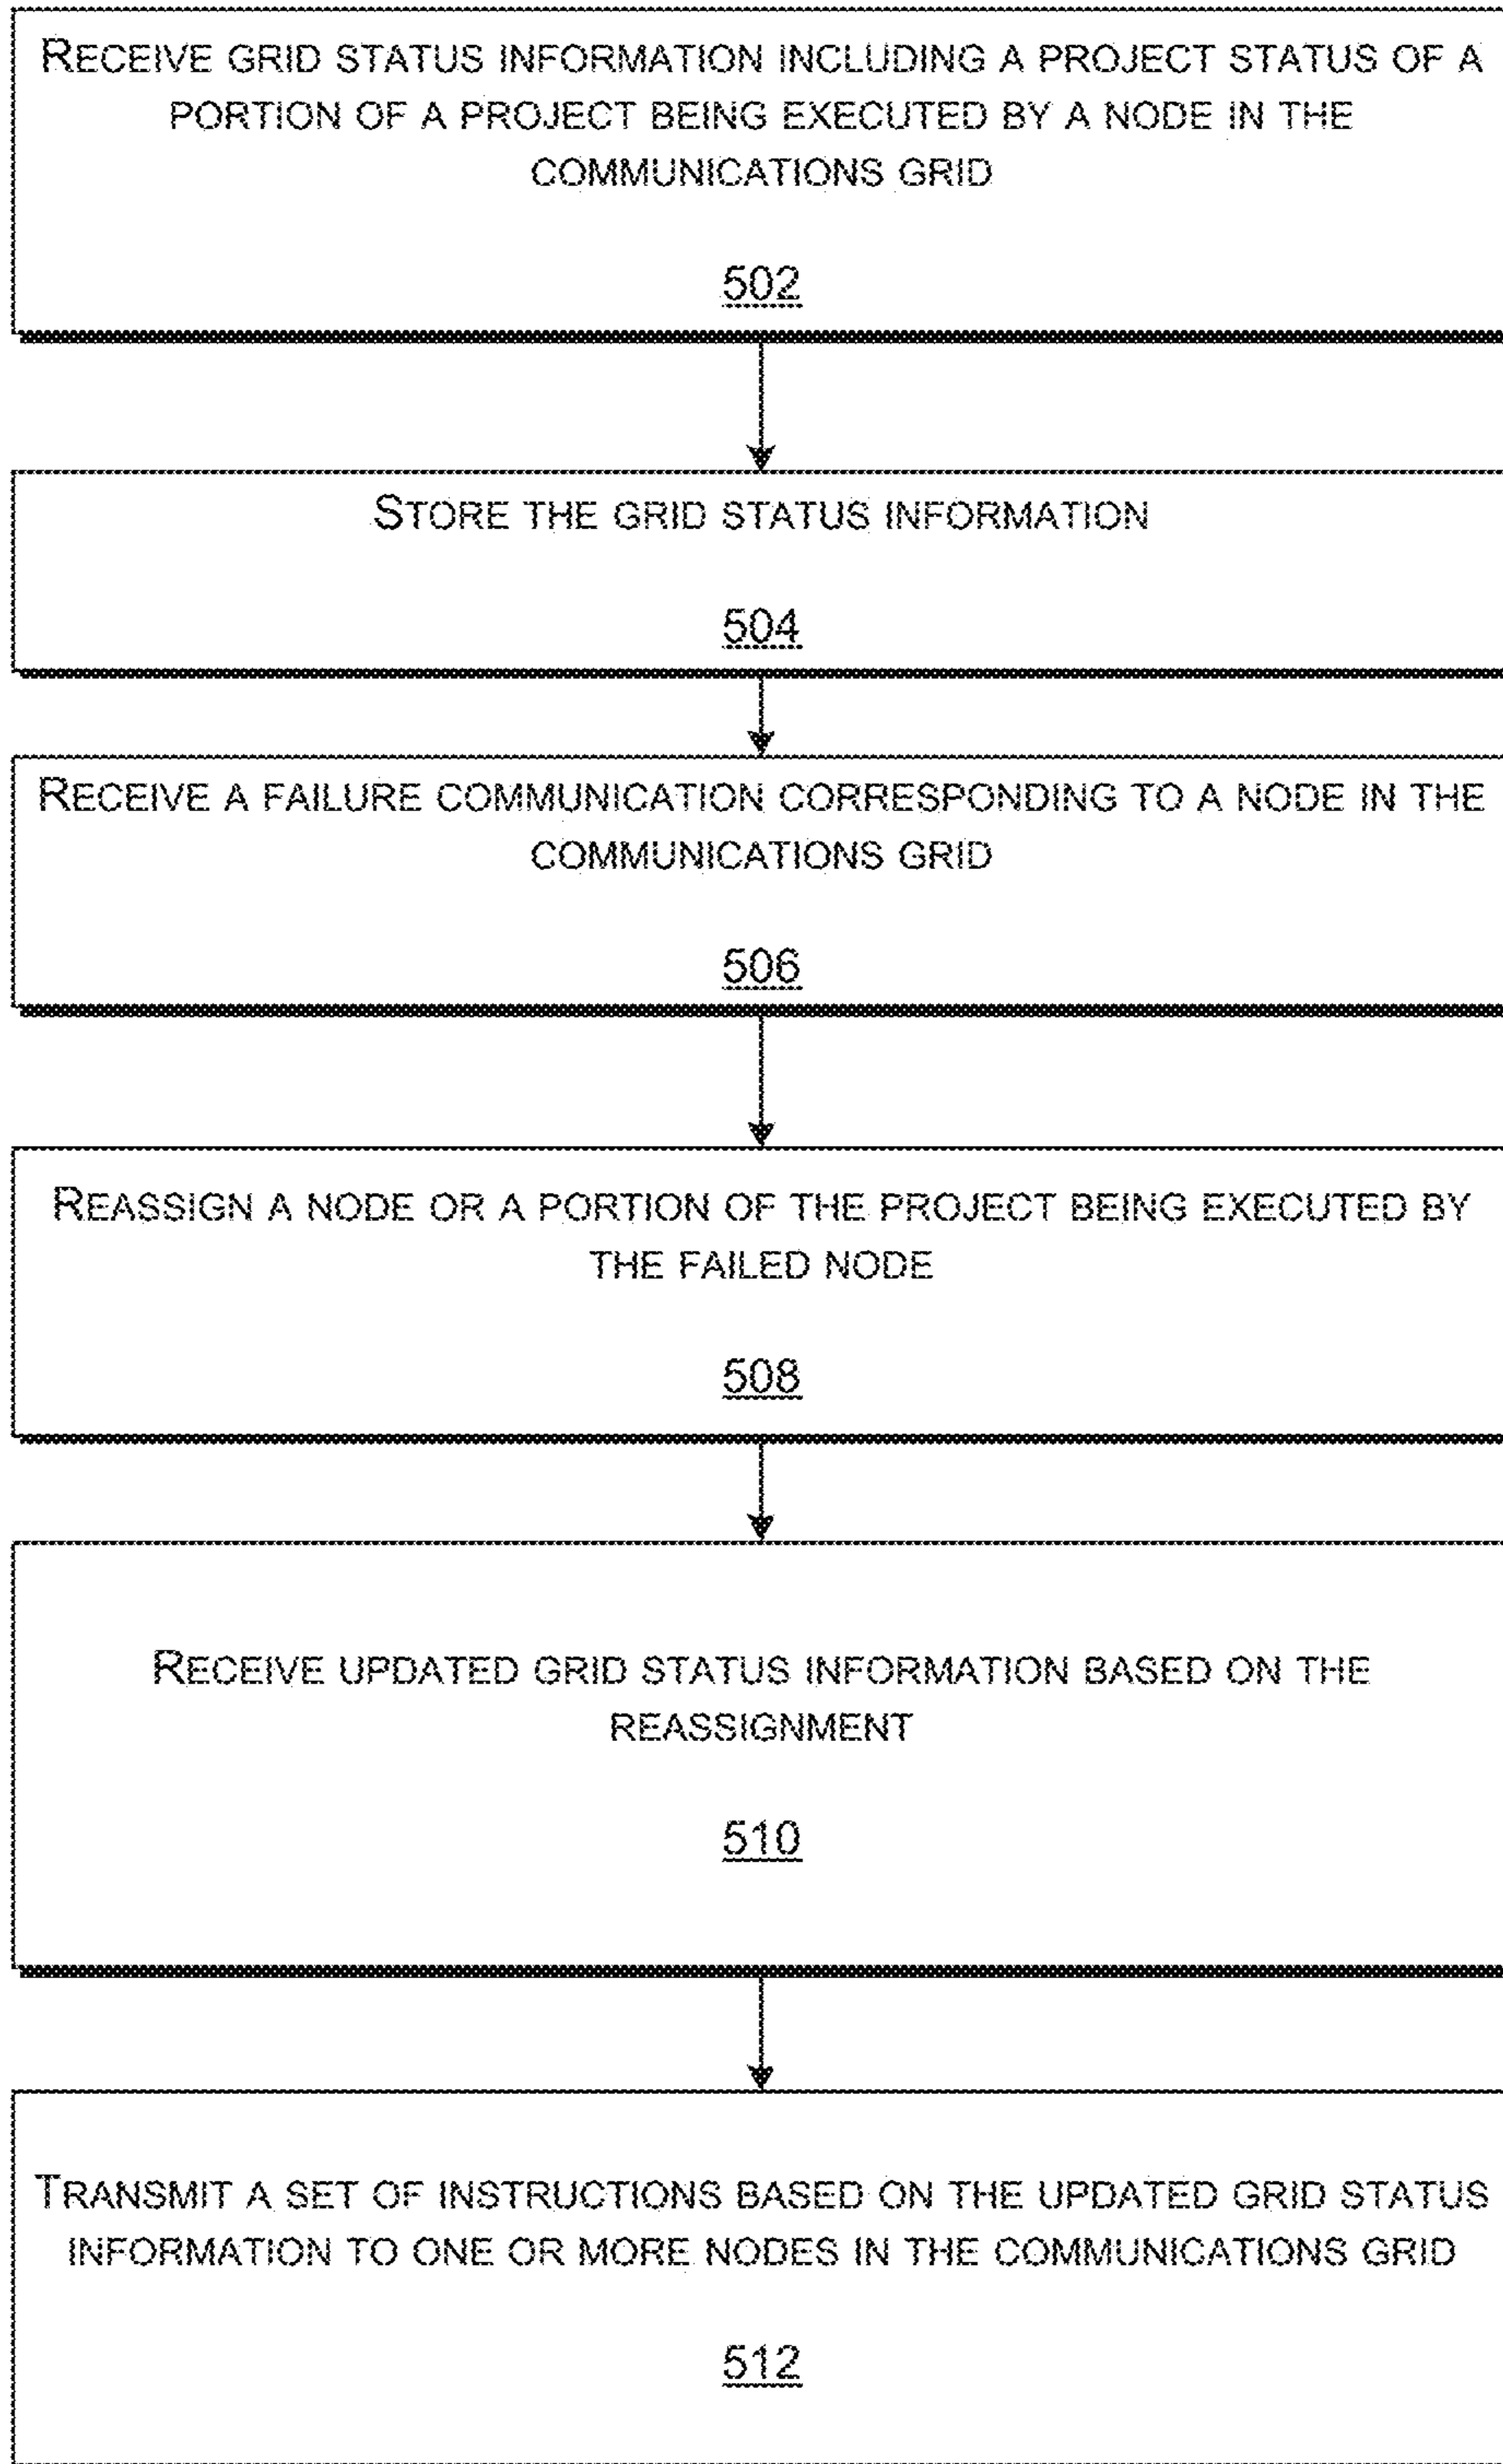 RECEIVE GRID STATUS INFORMATION INCLUDING A PROJECT STATUS OF A
PORTION OF A PROJECT BEING EXECUTED BY A NODE IN THE
COMMUNICATIONS GRID
502
STORE THE GRID STATUS INFORMATION
504
RECEIVE A FAILURE COMMUNICATION CORRESPONDING TO A NODE IN THE
COMMUNICATIONS GRID
506
REASSIGN A NODE OR A PORTION OF THE PROJECT BEING EXECUTED BY
THE FAILED NODE
508
RECEIVE UPDATED GRID STATUS INFORMATION BASED ON THE
REASSIGNMENT
510
TRANSMIT A SET OF INSTRUCTIONS BASED ON THE UPDATED GRID STATUS
INFORMATION TO ONE OR MORE NODES IN THE COMMUNICATIONS GRID
512